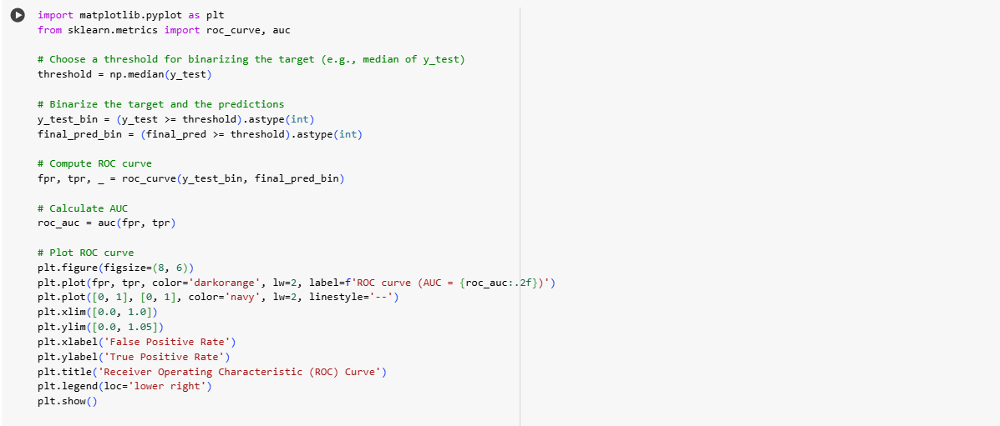 import matplotlib.pyplot as plt
from sklearn.metrics import roc_curve, auc
# Choose a threshold for binarizing the target (e.g., median of y_test)
threshold = np.median(y_test)
# Binarize the target and the predictions
y_test_bin = (y_test >= threshold).astype(int)
final_pred_bin = (final_pred >= threshold).astype(int)
# Compute ROC curve
fpr, tpr, _ = roc_curve(y_test_bin, final_pred_bin)
# Calculate AUC
roc_auc = auc(fpr, tpr)
# Plot ROC curve
plt.figure(figsize=(8, 6))
plt.plot(fpr, tpr, color='darkorange', lw=2, label=f'ROC curve (AUC = {roc_auc:.2f})')
plt.plot([0, 1], [0, 1], color='navy', lw=2, linestyle='--')
plt.xlim([0.0, 1.0])
plt.ylim([0.0, 1.05])
plt.xlabel('False Positive Rate')
plt.ylabel('True Positive Rate')
plt.title('Receiver Operating Characteristic (ROC) Curve')
plt.legend(loc='lower right')
plt.show()